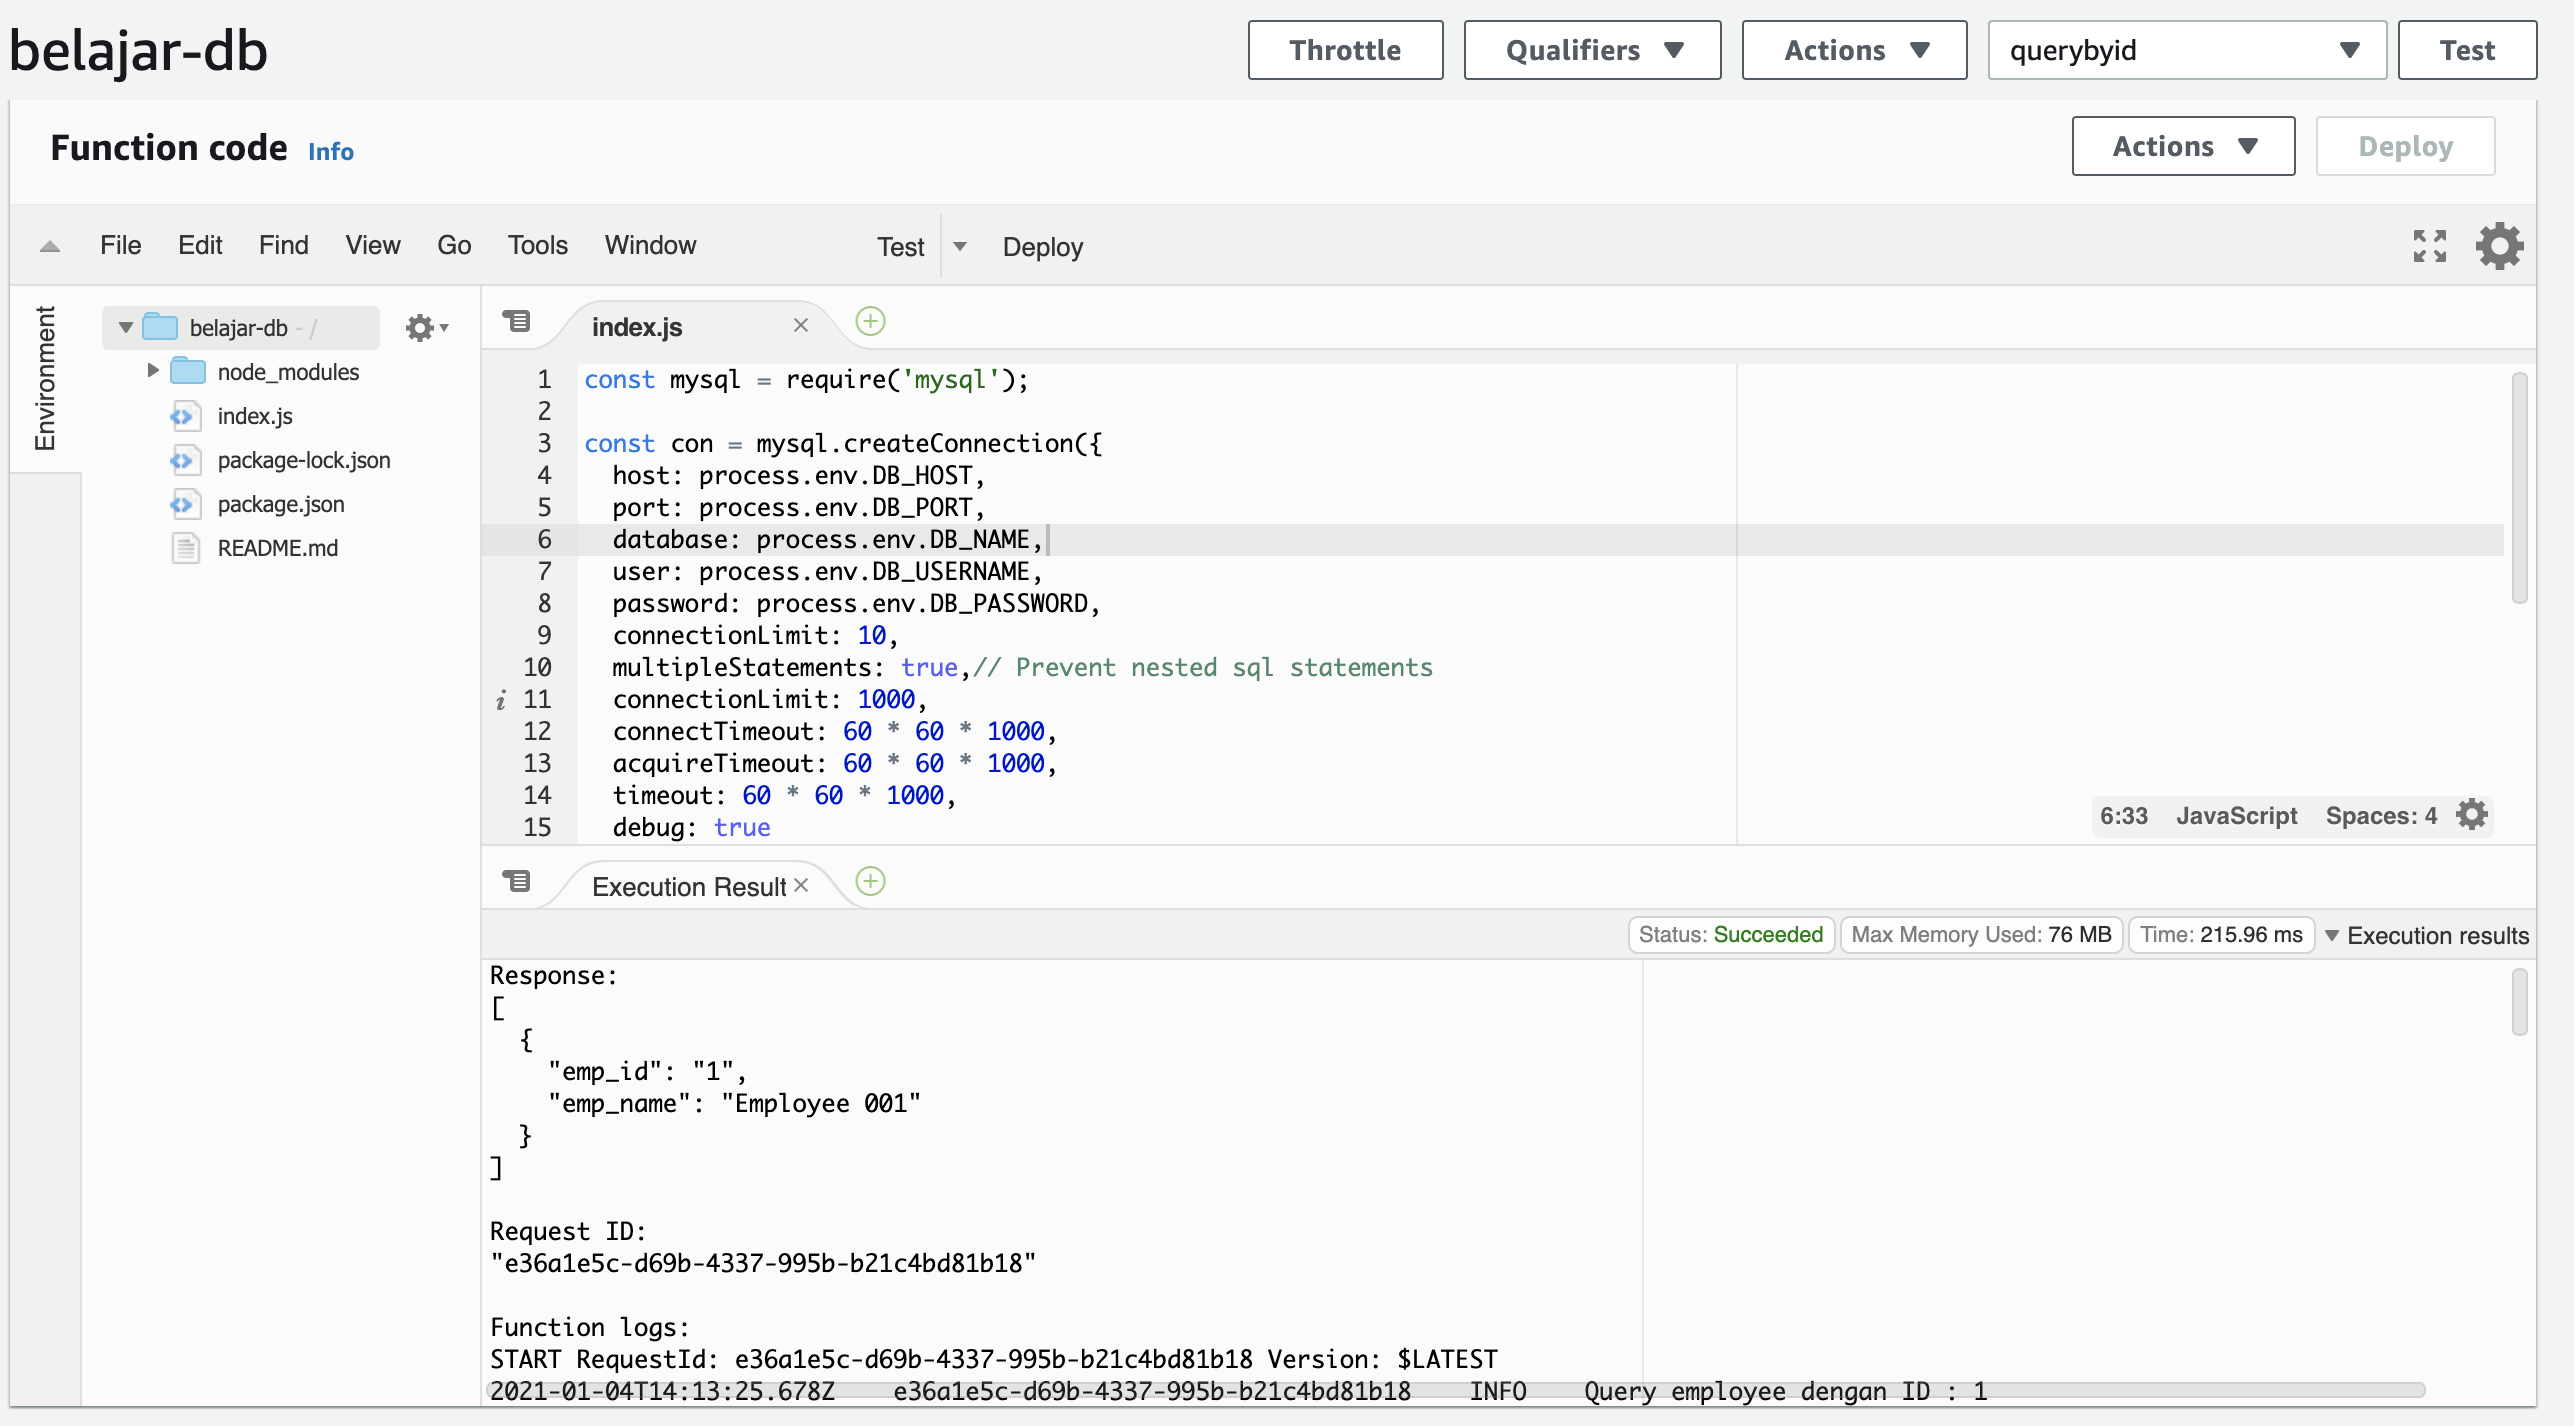 belajar-db
Throttle
Qualifiers
Actions
querybyid
Test
Function code Info
Actions
Deploy
File Edit Find View Go Tools Window Test Deploy
Environment
belajar-db - /
node_modules
index.js
package-lock.json
package.json
README.md
index.js
1 const mysql = require('mysql');
2
3 const con = mysql.createConnection({
4 host: process.env.DB_HOST,
5 port: process.env.DB_PORT,
6 database: process.env.DB_NAME,
7 user: process.env.DB_USERNAME,
8 password: process.env.DB_PASSWORD,
9 connectionLimit: 10,
10 multipleStatements: true,// Prevent nested sql statements
i 11 connectionLimit: 1000,
12 connectTimeout: 60 * 60 * 1000,
13 acquireTimeout: 60 * 60 * 1000,
14 timeout: 60 * 60 * 1000,
15 debug: true
6:33 JavaScript Spaces: 4
Execution Result
Status: Succeeded Max Memory Used: 76 MB Time: 215.96 ms Execution results
Response:
[
{
"emp_id": "1",
"emp_name": "Employee 001"
}
]
Request ID:
"e36a1e5c-d69b-4337-995b-b21c4bd81b18"
Function logs:
START RequestId: e36a1e5c-d69b-4337-995b-b21c4bd81b18 Version: $LATEST
2021-01-04T14:13:25.678Z e36a1e5c-d69b-4337-995b-b21c4bd81b18 INFO Query employee dengan ID : 1